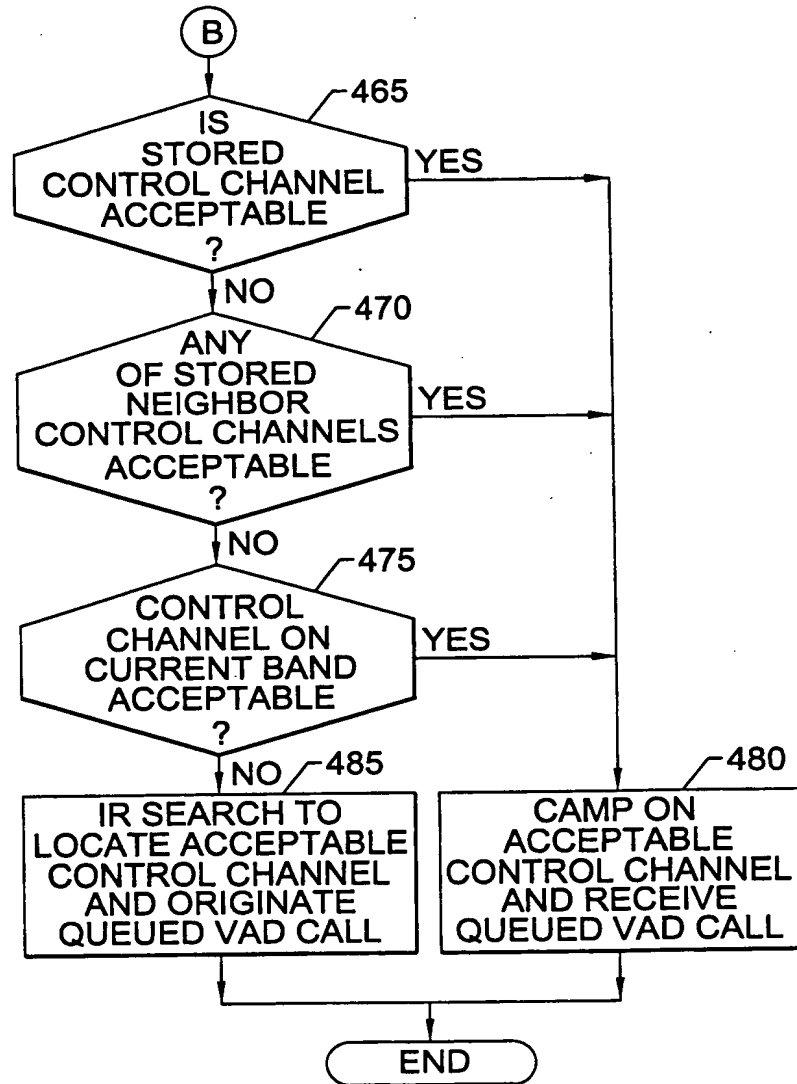 B
465
IS
STORED
CONTROL CHANNEL
ACCEPTABLE
?
YES
NO
470
ANY
OF STORED
NEIGHBOR
CONTROL CHANNELS
ACCEPTABLE
?
YES
NO
475
CONTROL
CHANNEL ON
CURRENT BAND
ACCEPTABLE
?
YES
NO
485
IR SEARCH TO
LOCATE ACCEPTABLE
CONTROL CHANNEL
AND ORIGINATE
QUEUED VAD CALL
480
CAMP ON
ACCEPTABLE
CONTROL CHANNEL
AND RECEIVE
QUEUED VAD CALL
END